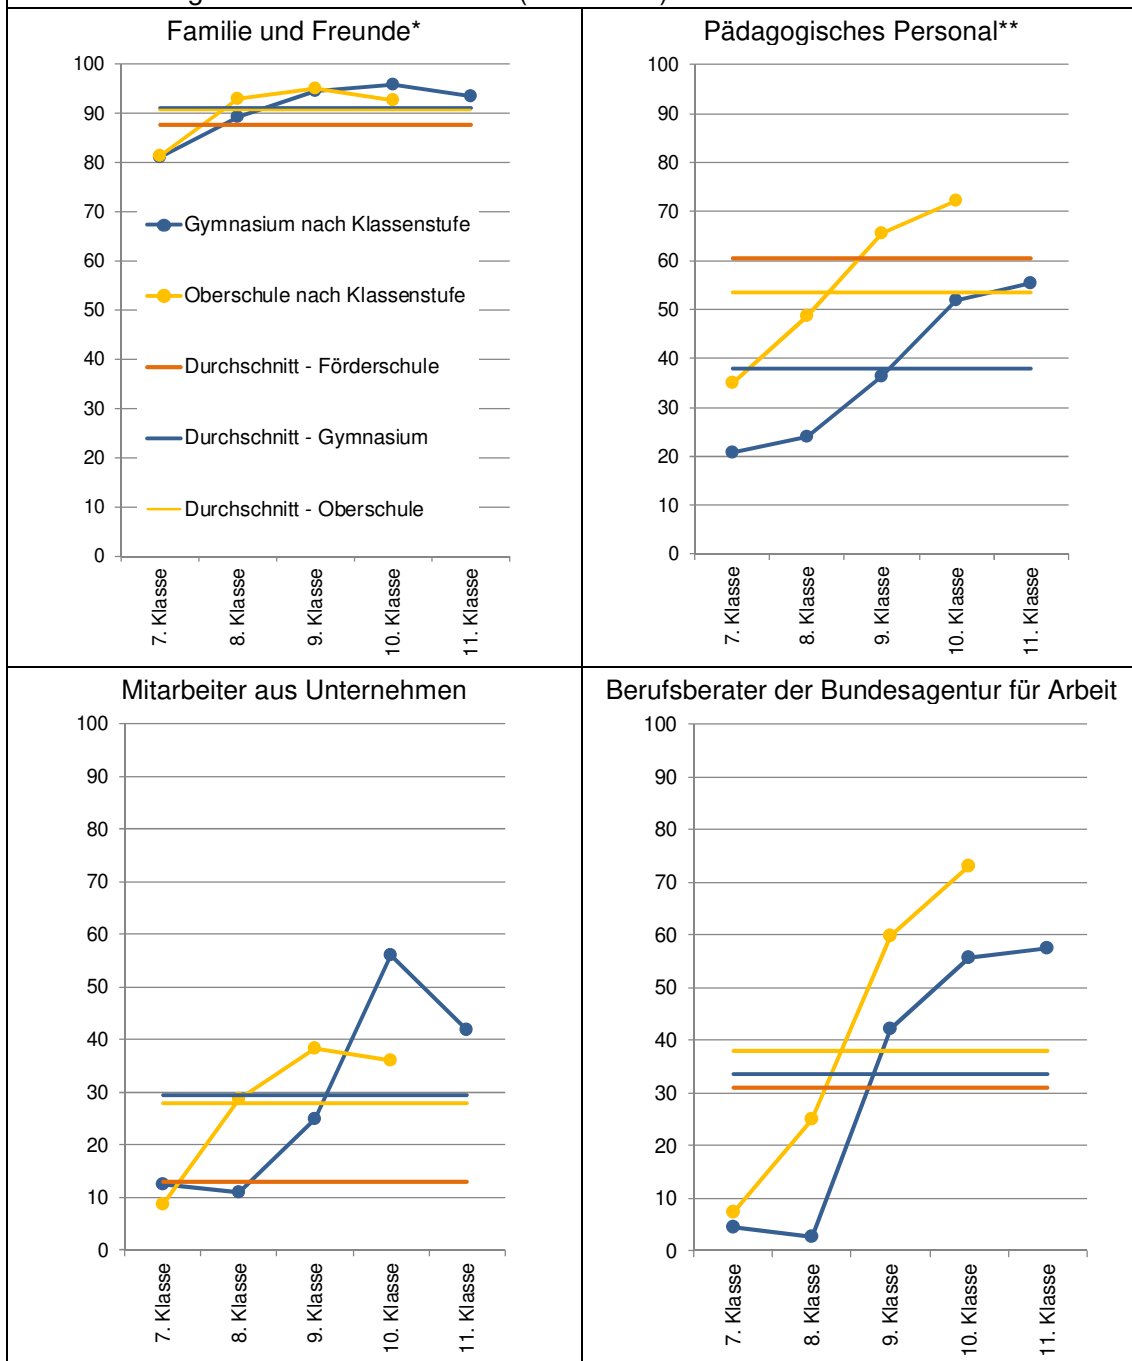 Familie und Freunde*
100
90
80
70
60
50
40
30
20
10
0
Gymnasium nach Klassenstufe
Oberschule nach Klassenstufe
Durchschnitt - Förderschule
Durchschnitt - Gymnasium
Durchschnitt - Oberschule
7. Klasse
8. Klasse
9. Klasse
10. Klasse
11. Klasse
Pädagogisches Personal**
100
90
80
70
60
50
40
30
20
10
0
7. Klasse
8. Klasse
9. Klasse
10. Klasse
11. Klasse
Mitarbeiter aus Unternehmen
100
90
80
70
60
50
40
30
20
10
0
7. Klasse
8. Klasse
9. Klasse
10. Klasse
11. Klasse
Berufsberater der Bundesagentur für Arbeit
100
90
80
70
60
50
40
30
20
10
0
7. Klasse
8. Klasse
9. Klasse
10. Klasse
11. Klasse